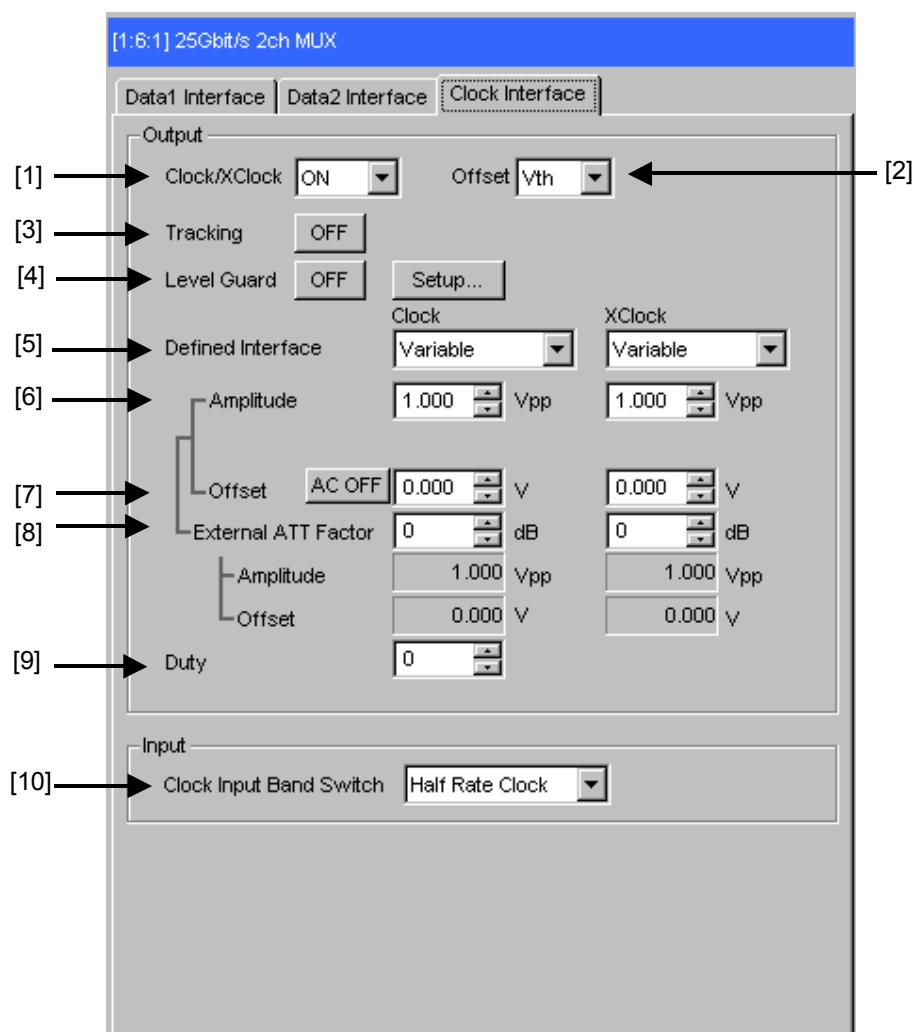 [1:6:1] 25Gbit/s 2ch MUX
Data1 Interface Data2 Interface Clock Interface
Output
[1] Clock/XClock ON Offset Vth [2]
[3] Tracking OFF
[4] Level Guard OFF Setup...
Clock XClock
[5] Defined Interface Variable Variable
[6] Amplitude 1.000 Vpp 1.000 Vpp
[7] Offset AC OFF 0.000 V 0.000 V
[8] External ATT Factor 0 dB 0 dB
Amplitude 1.000 Vpp 1.000 Vpp
Offset 0.000 V 0.000 V
[9] Duty 0
Input
[10] Clock Input Band Switch Half Rate Clock